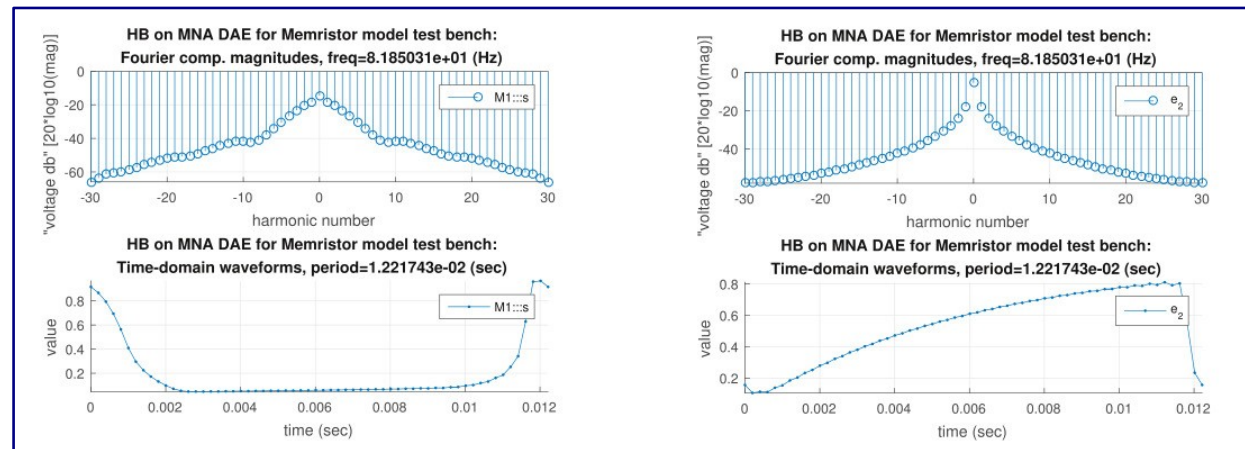 HB on MNA DAE for Memristor model test bench:
Fourier comp. magnitudes, freq=8.185031e+01 (Hz)
"voltage db" [20*log10(mag)]
0
-20
-40
-60
M1:::s
-30 -20 -10 0 10 20 30
harmonic number
HB on MNA DAE for Memristor model test bench:
Time-domain waveforms, period=1.221743e-02 (sec)
value
0.8
0.6
0.4
0.2
M1:::s
0 0.002 0.004 0.006 0.008 0.01 0.012
time (sec)
HB on MNA DAE for Memristor model test bench:
Fourier comp. magnitudes, freq=8.185031e+01 (Hz)
"voltage db" [20*log10(mag)]
0
-20
-40
e2
-30 -20 -10 0 10 20 30
harmonic number
HB on MNA DAE for Memristor model test bench:
Time-domain waveforms, period=1.221743e-02 (sec)
value
0.8
0.6
0.4
0.2
e2
0 0.002 0.004 0.006 0.008 0.01 0.012
time (sec)